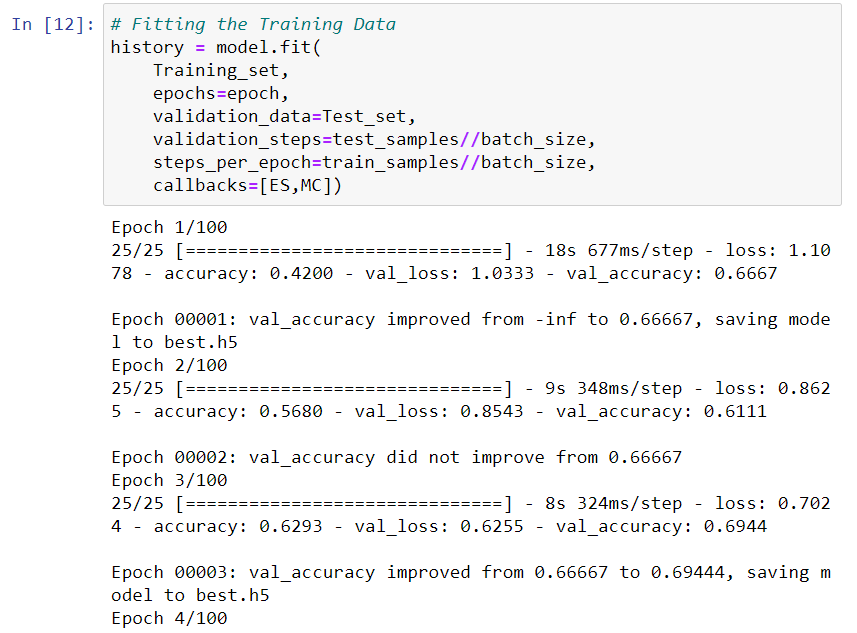 In [12]: # Fitting the Training Data
history = model.fit(
    Training_set,
    epochs=epoch,
    validation_data=Test_set,
    validation_steps=test_samples//batch_size,
    steps_per_epoch=train_samples//batch_size,
    callbacks=[ES,MC])
Epoch 1/100
25/25 [==============================] - 18s 677ms/step - loss: 1.10
78 - accuracy: 0.4200 - val_loss: 1.0333 - val_accuracy: 0.6667
Epoch 00001: val_accuracy improved from -inf to 0.66667, saving mode
l to best.h5
Epoch 2/100
25/25 [==============================] - 9s 348ms/step - loss: 0.862
5 - accuracy: 0.5680 - val_loss: 0.8543 - val_accuracy: 0.6111
Epoch 00002: val_accuracy did not improve from 0.66667
Epoch 3/100
25/25 [==============================] - 8s 324ms/step - loss: 0.702
4 - accuracy: 0.6293 - val_loss: 0.6255 - val_accuracy: 0.6944
Epoch 00003: val_accuracy improved from 0.66667 to 0.69444, saving m
odel to best.h5
Epoch 4/100